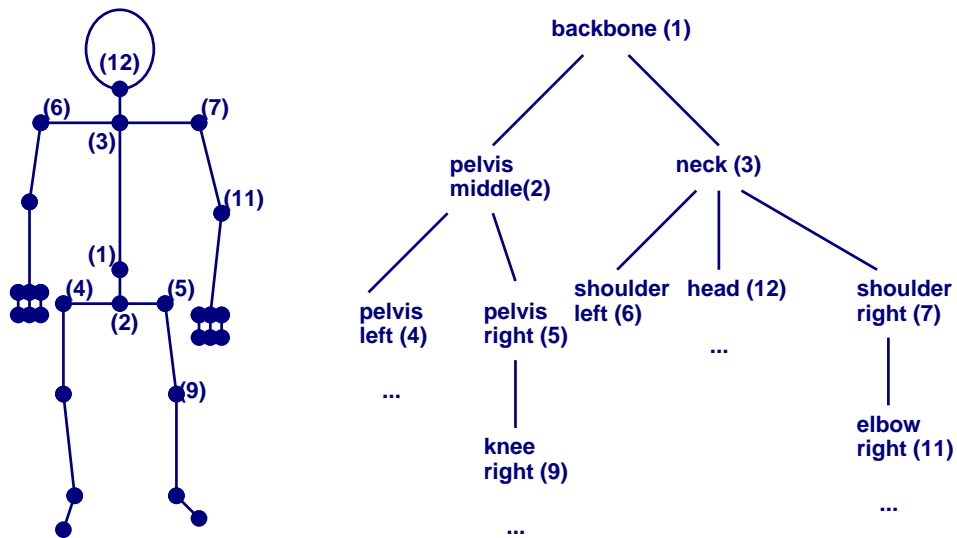 (12)
(6)
(7)
(3)
(11)
(1)
(4)
(5)
(2)
(9)
backbone (1)
pelvis
middle(2)
neck (3)
pelvis
left (4)
...
pelvis
right (5)
shoulder
left (6)
head (12)
...
shoulder
right (7)
knee
right (9)
...
elbow
right (11)
...